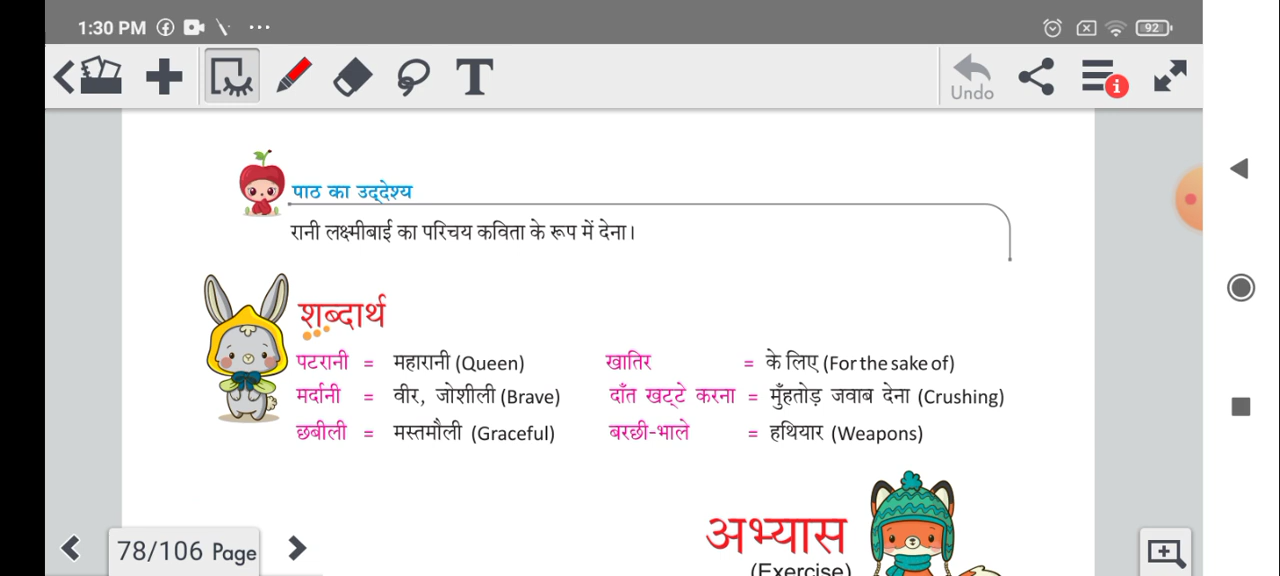 1:30 PM
92
T
Undo
पाठ का उद्देश्य
रानी लक्ष्मीबाई का परिचय कविता के रूप में देना।
शब्दार्थ
पटरानी = महारानी (Queen) खातिर = के लिए (For the sake of)
मर्दानी = वीर, जोशीली (Brave) दाँत खट्टे करना = मुँहतोड़ जवाब देना (Crushing)
छबीली = मस्तमौली (Graceful) बरछी-भाले = हथियार (Weapons)
अभ्यास
(Exercise)
78/106 Page